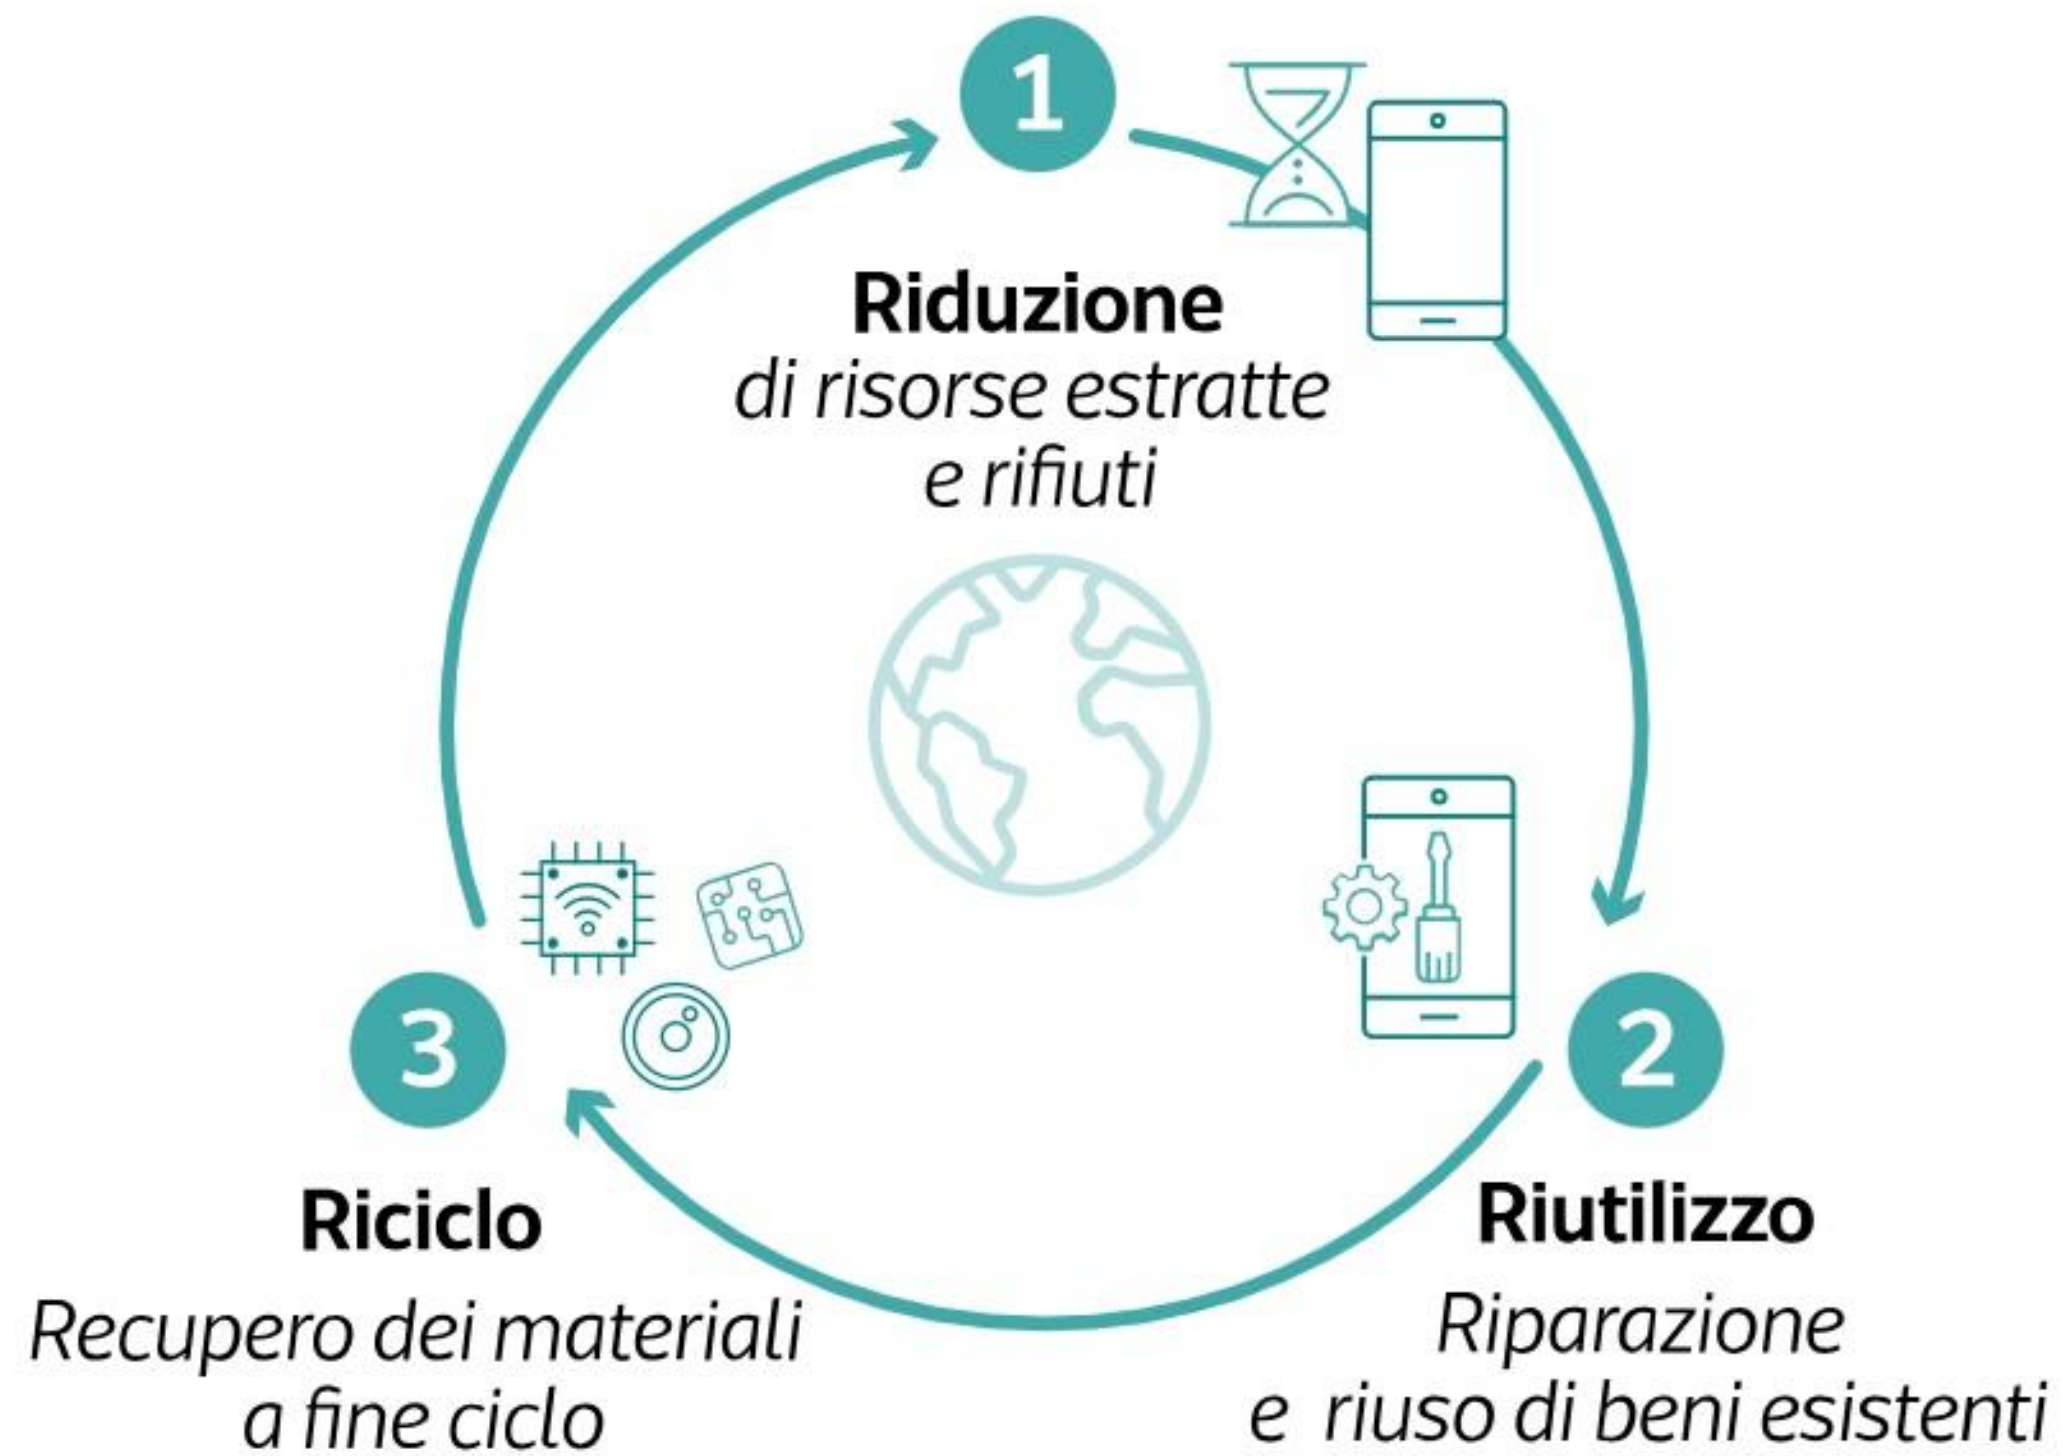 1
Riduzione
di risorse estratte
e rifiuti
2
Riutilizzo
Riparazione
e riuso di beni esistenti
3
Riciclo
Recupero dei materiali
a fine ciclo